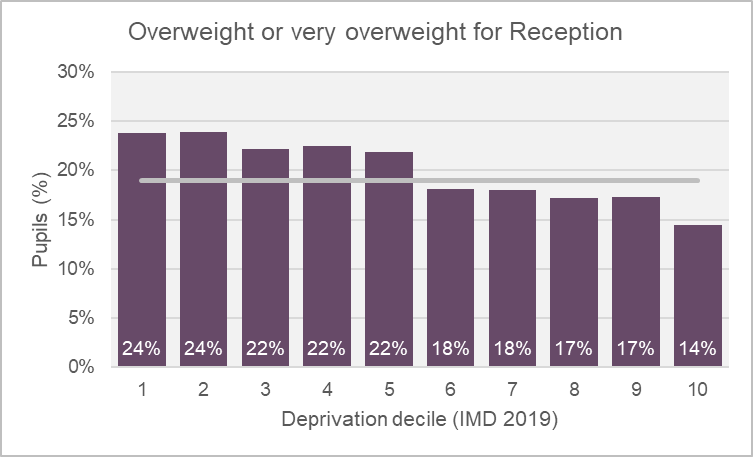 Overweight or very overweight for Reception
30%
25%
20%
15%
10%
5%
0%
Pupils (%)
24% 24% 22% 22% 22% 18% 18% 17% 17% 14%
1 2 3 4 5 6 7 8 9 10
Deprivation decile (IMD 2019)